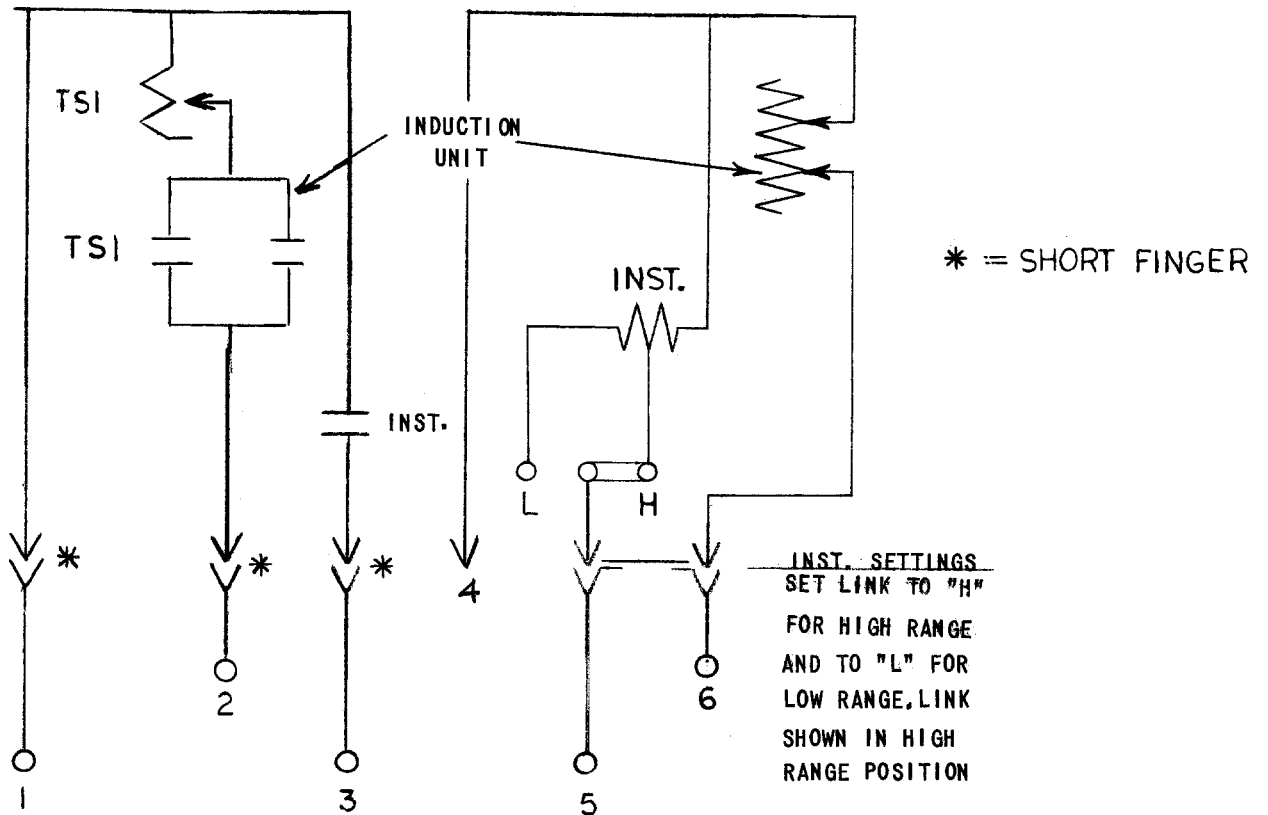 TSI
INDUCTION
UNIT
TSI
* = SHORT FINGER
INST.
INST.
L
H
4
INST. SETTINGS
SET LINK TO "H"
FOR HIGH RANGE
AND TO "L" FOR
LOW RANGE. LINK
SHOWN IN HIGH
RANGE POSITION
*
*
*
2
6
1
3
5